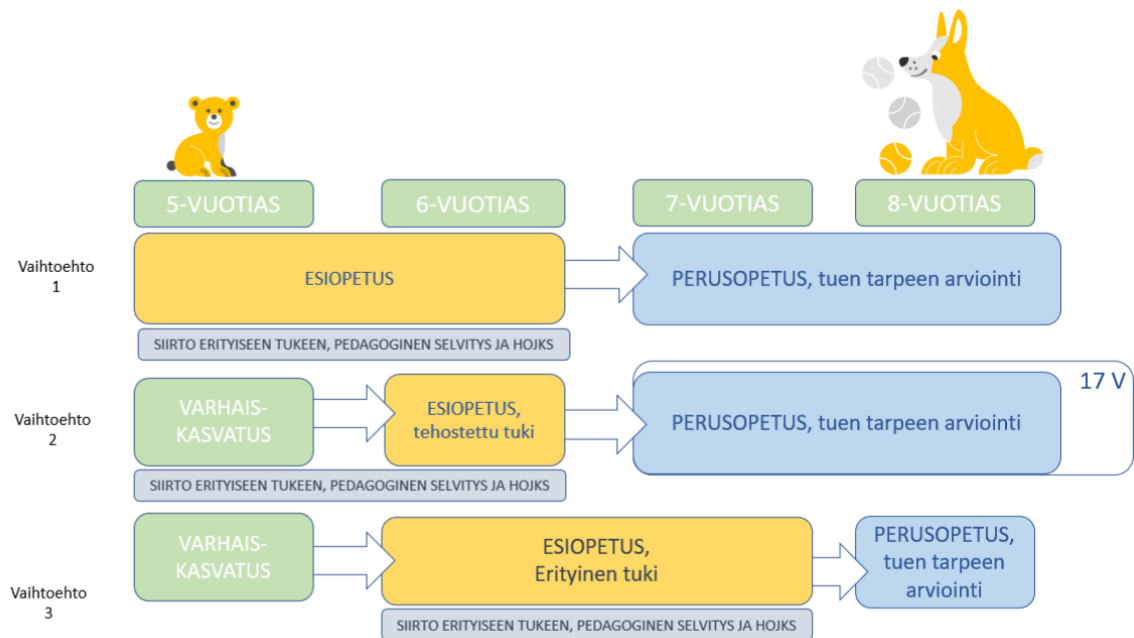 5-VUOTIAS
6-VUOTIAS
7-VUOTIAS
8-VUOTIAS
Vaihtoehto
1
ESIOPETUS
PERUSOPETUS, tuen tarpeen arviointi
SIIRTO ERITYISEEN TUKEEN, PEDAGOGINEN SELVITYS JA HOJKS
Vaihtoehto
2
VARHAIS-
KASVATUS
ESIOPETUS,
tehostettu tuki
PERUSOPETUS, tuen tarpeen arviointi
17 V
SIIRTO ERITYISEEN TUKEEN, PEDAGOGINEN SELVITYS JA HOJKS
Vaihtoehto
3
VARHAIS-
KASVATUS
ESIOPETUS,
Erityinen tuki
PERUSOPETUS,
tuen tarpeen
arviointi
SIIRTO ERITYISEEN TUKEEN, PEDAGOGINEN SELVITYS JA HOJKS